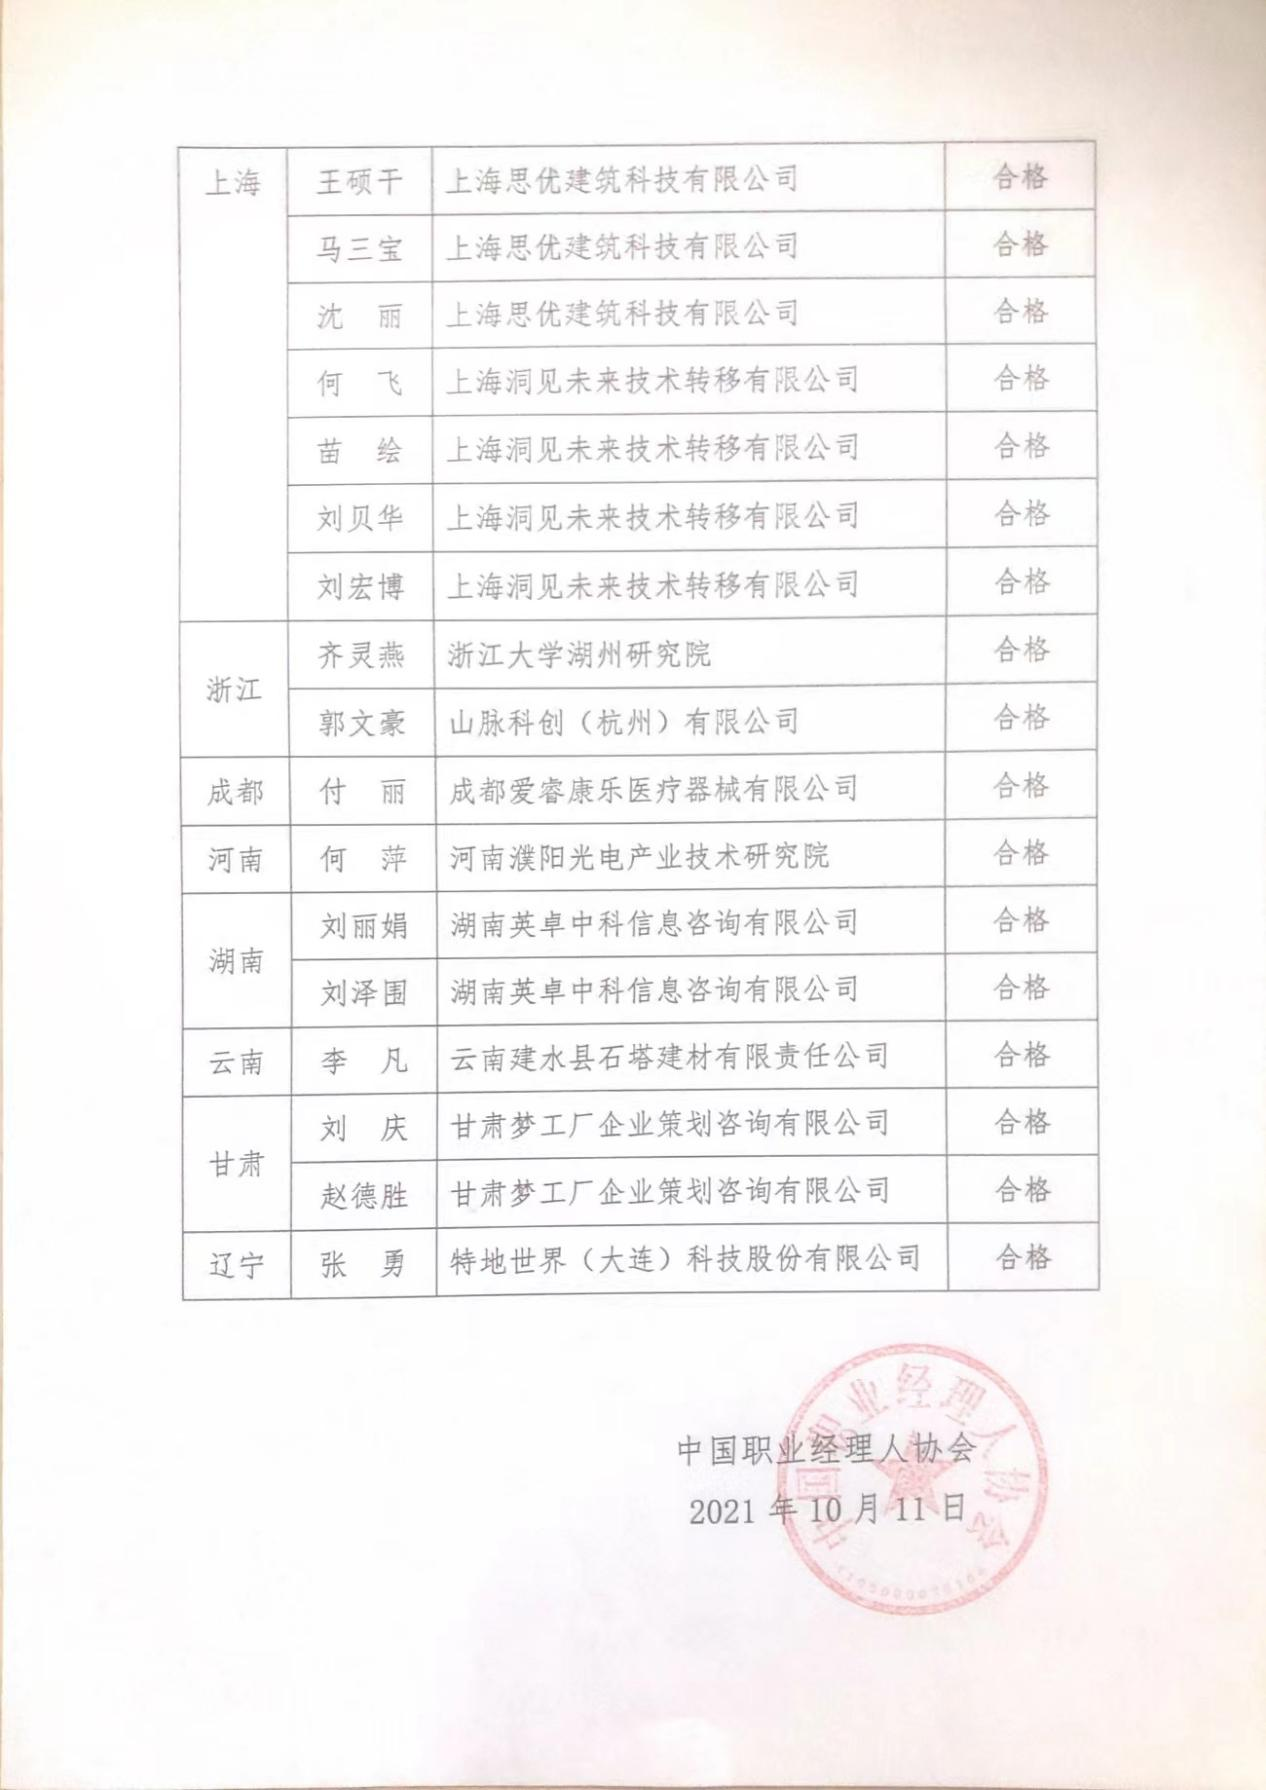 上海 王硕干 上海思优建筑科技有限公司 合格
马三宝 上海思优建筑科技有限公司 合格
沈 丽 上海思优建筑科技有限公司 合格
何 飞 上海洞见未来技术转移有限公司 合格
苗 绘 上海洞见未来技术转移有限公司 合格
刘贝华 上海洞见未来技术转移有限公司 合格
刘宏博 上海洞见未来技术转移有限公司 合格
浙江 齐灵燕 浙江大学湖州研究院 合格
郭文豪 山脉科创（杭州）有限公司 合格
成都 付 丽 成都爱睿康乐医疗器械有限公司 合格
河南 何 萍 河南濮阳光电产业技术研究院 合格
湖南 刘丽娟 湖南英卓中科信息咨询有限公司 合格
刘泽围 湖南英卓中科信息咨询有限公司 合格
云南 李 凡 云南建水县石塔建材有限责任公司 合格
甘肃 刘 庆 甘肃梦工厂企业策划咨询有限公司 合格
赵德胜 甘肃梦工厂企业策划咨询有限公司 合格
辽宁 张 勇 特地世界（大连）科技股份有限公司 合格
中国职业经理人协会
2021 年 10 月 11 日
中国职业经理人协会